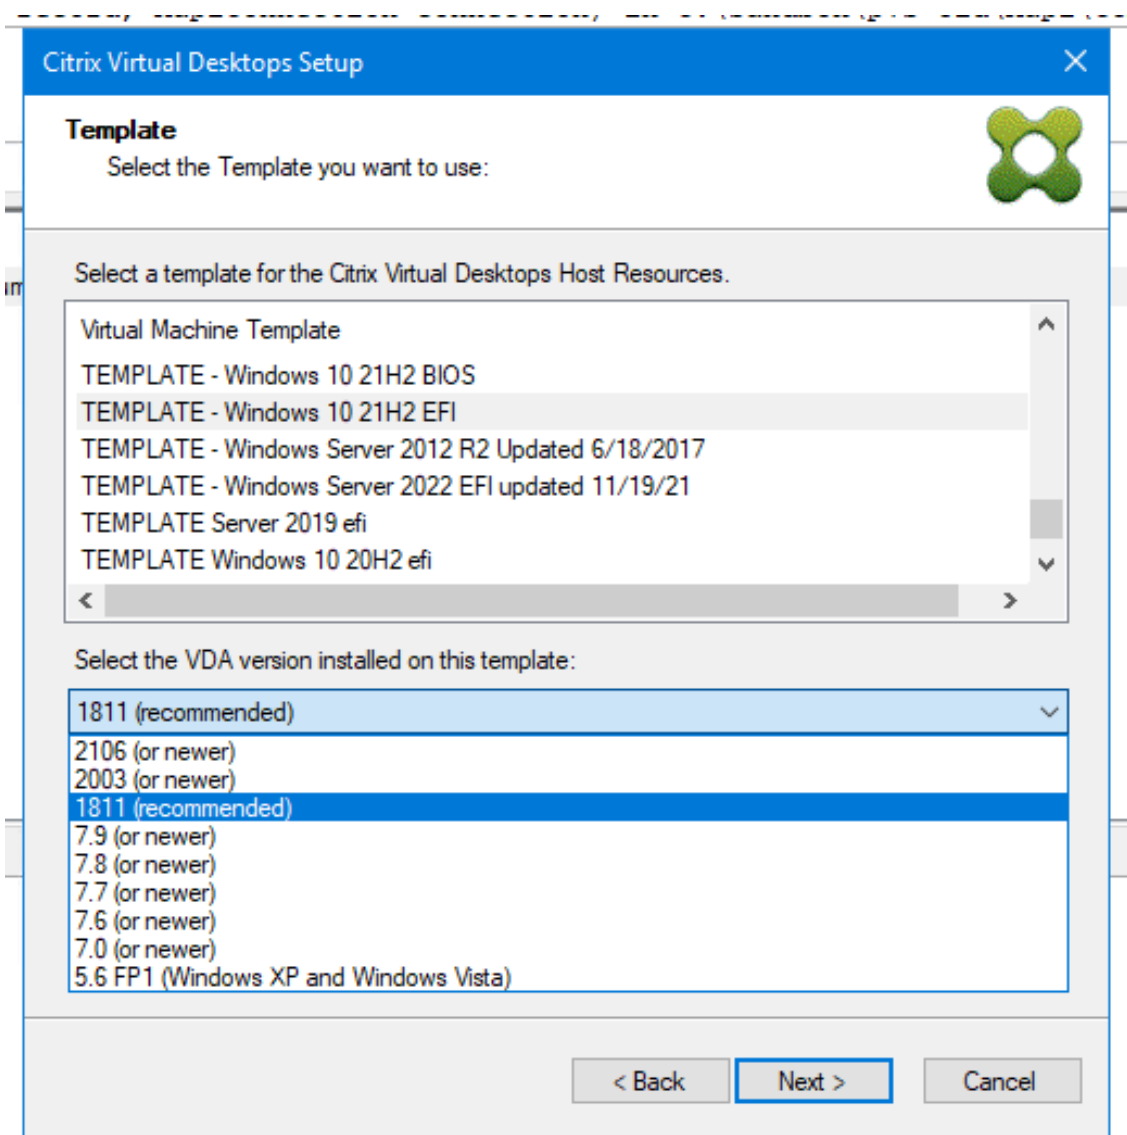 Citrix Virtual Desktops Setup
Template
Select the Template you want to use:
Select a template for the Citrix Virtual Desktops Host Resources.
Virtual Machine Template
TEMPLATE - Windows 10 21H2 BIOS
TEMPLATE - Windows 10 21H2 EFI
TEMPLATE - Windows Server 2012 R2 Updated 6/18/2017
TEMPLATE - Windows Server 2022 EFI updated 11/19/21
TEMPLATE Server 2019 efi
TEMPLATE Windows 10 20H2 efi
Select the VDA version installed on this template:
1811 (recommended)
2106 (or newer)
2003 (or newer)
1811 (recommended)
7.9 (or newer)
7.8 (or newer)
7.7 (or newer)
7.6 (or newer)
7.0 (or newer)
5.6 FP1 (Windows XP and Windows Vista)
< Back
Next >
Cancel